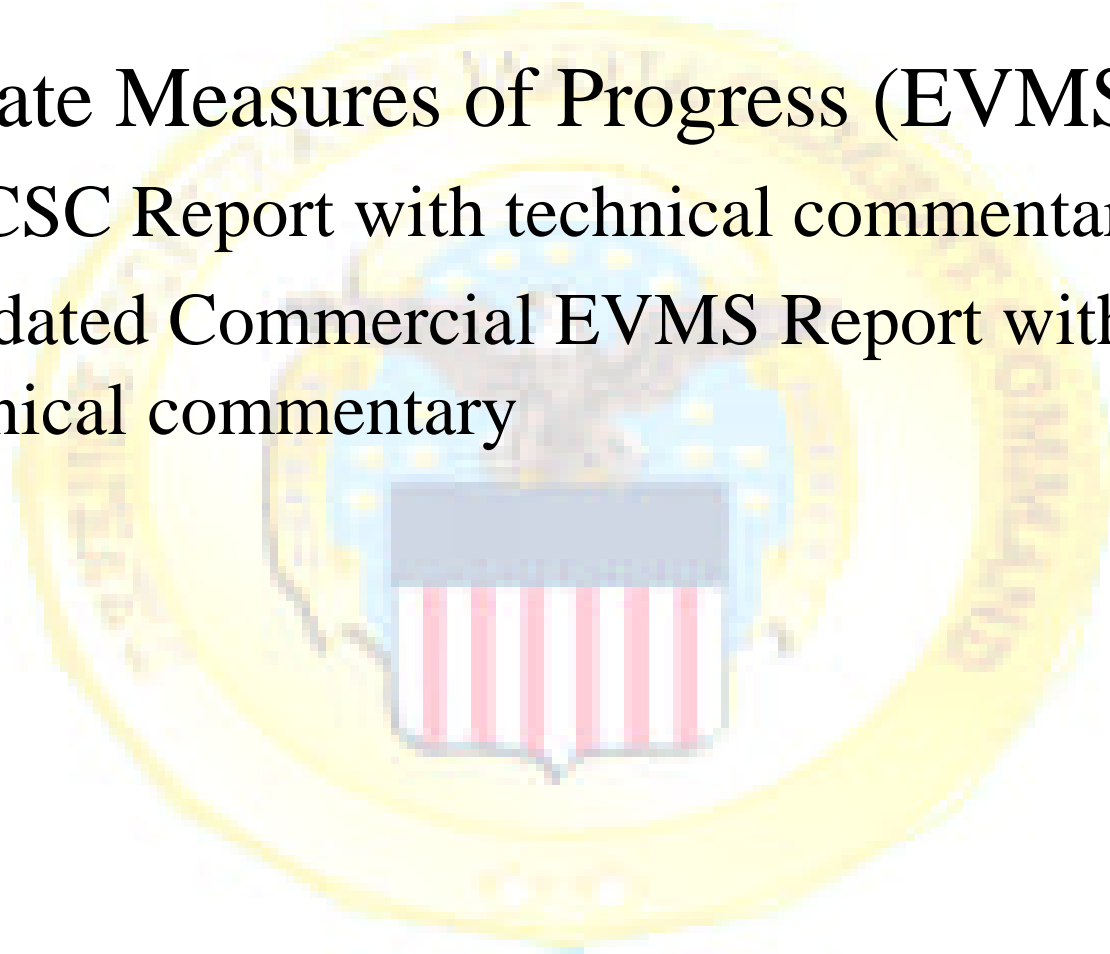 ate Measures of Progress (EVMS
CSC Report with technical commentar
dated Commercial EVMS Report with
nical commentary